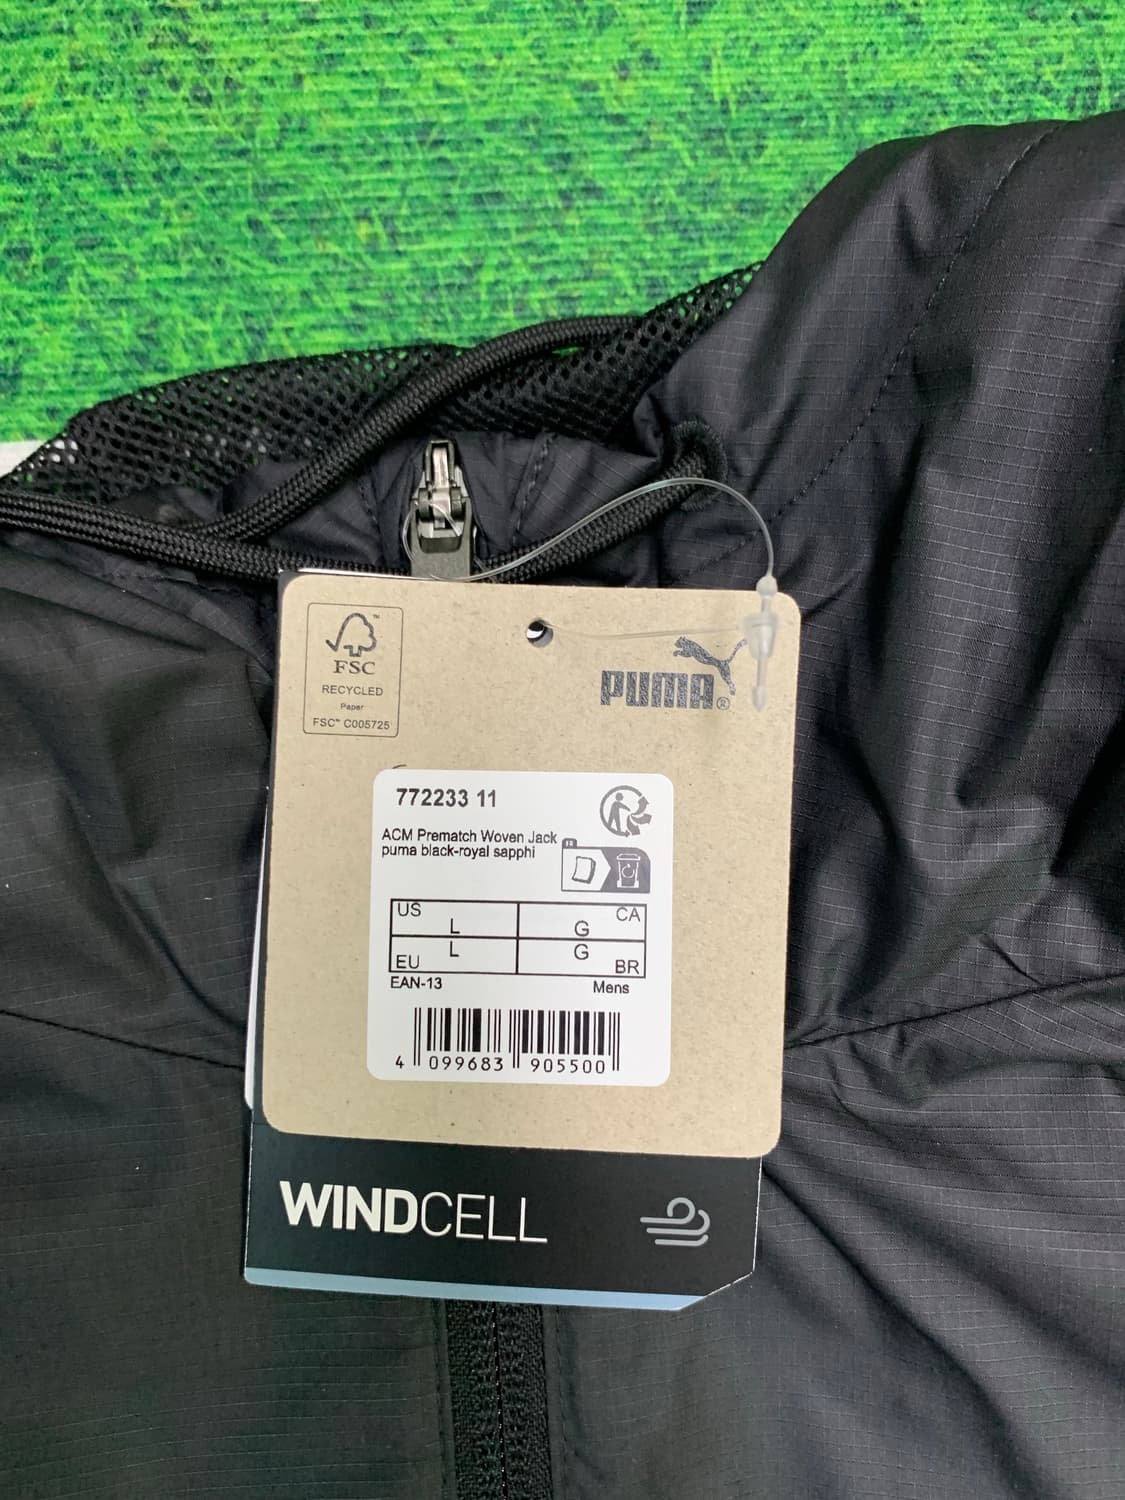 FSC
RECYCLED
Paper
FSC™ C005725
PUMA®
772233 11
ACM Prematch Woven Jack
puma black-royal sapphi
FR
US L G CA
EU L G BR
EAN-13 Mens
4 099683 905500
WINDCELL